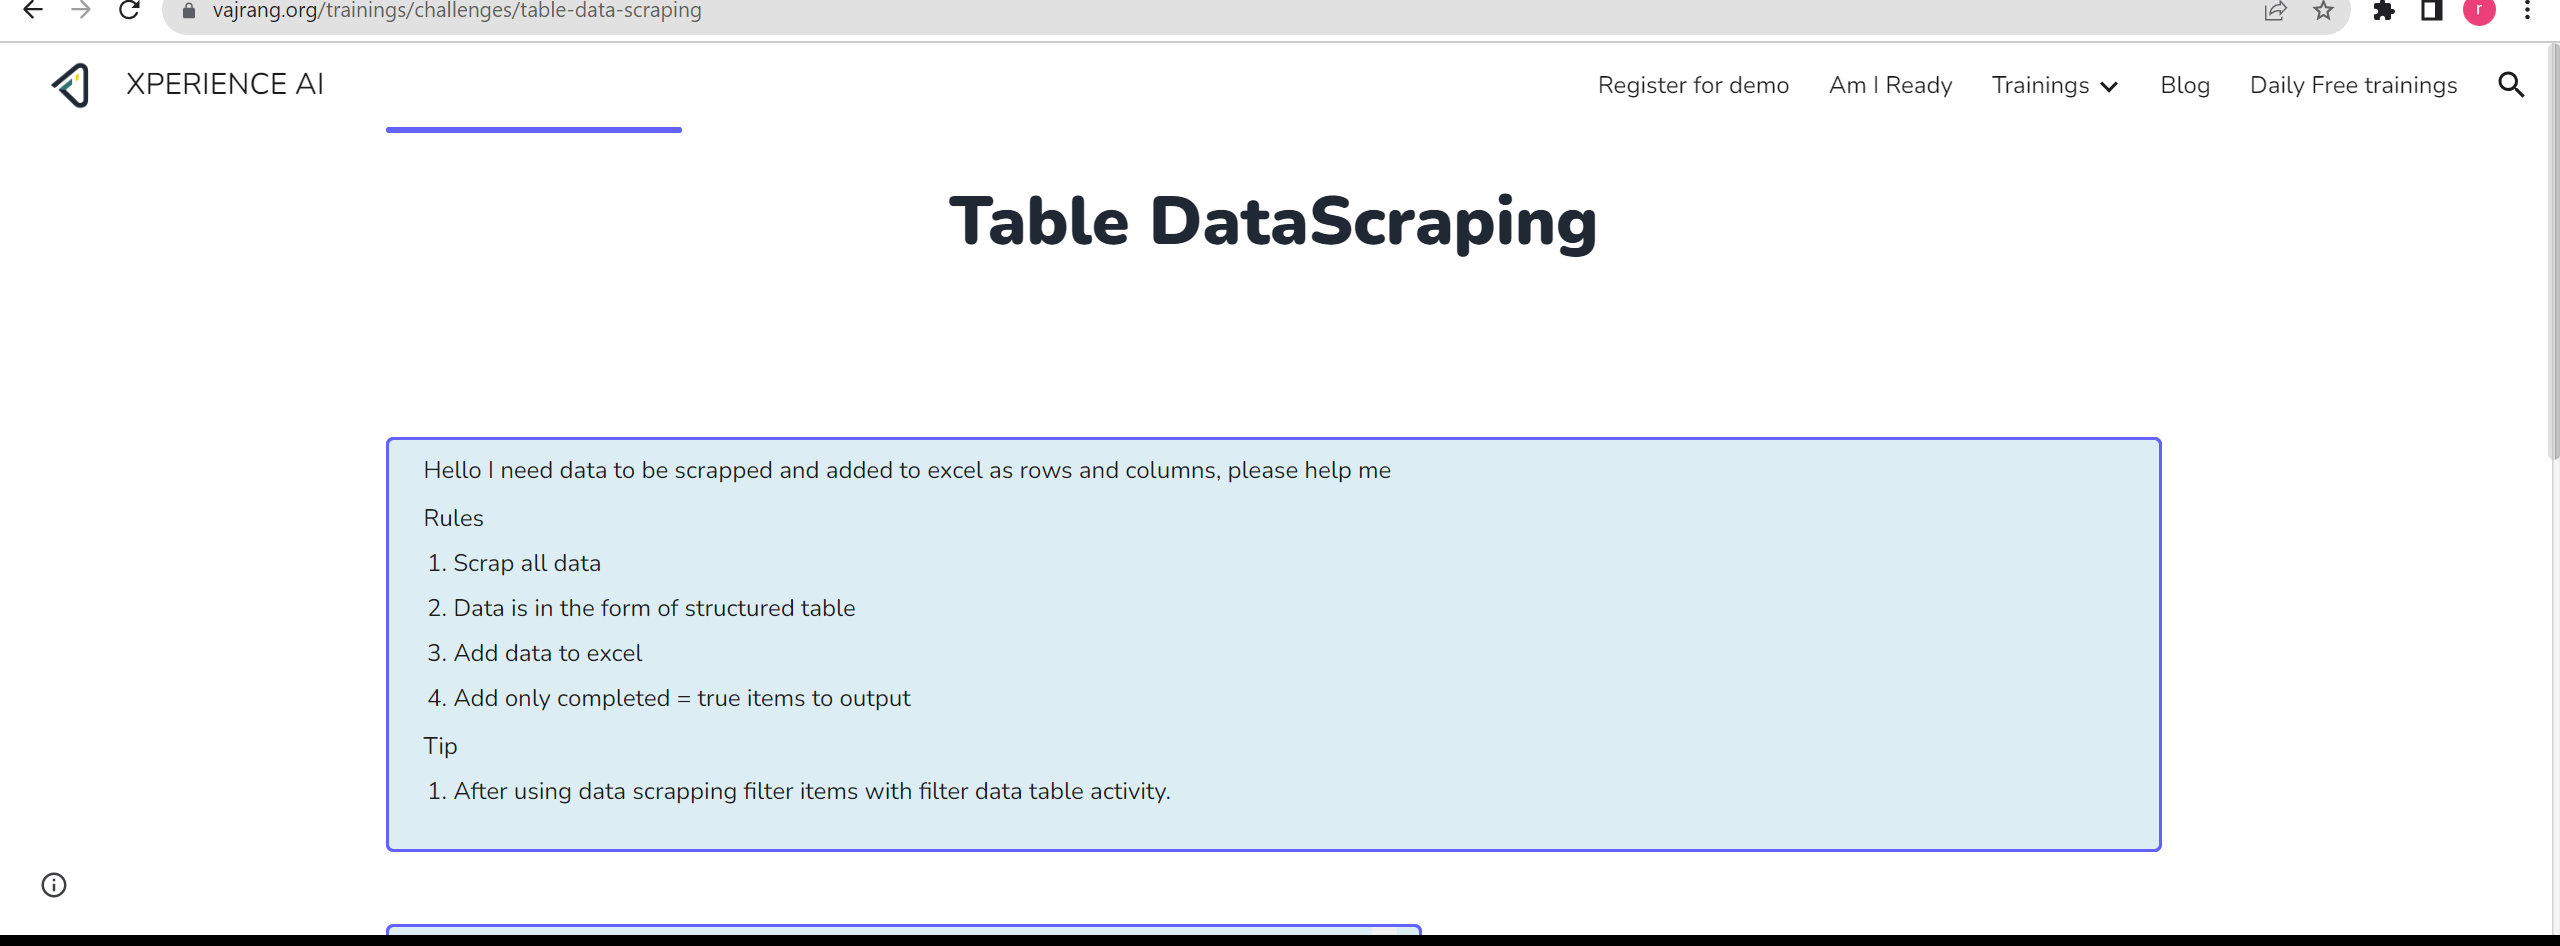 vajrang.org/trainings/challenges/table-data-scraping
r
XPERIENCE AI
Register for demo
Am I Ready
Trainings
Blog
Daily Free trainings
Table DataScraping
Hello I need data to be scrapped and added to excel as rows and columns, please help me
Rules
1. Scrap all data
2. Data is in the form of structured table
3. Add data to excel
4. Add only completed = true items to output
Tip
1. After using data scrapping filter items with filter data table activity.